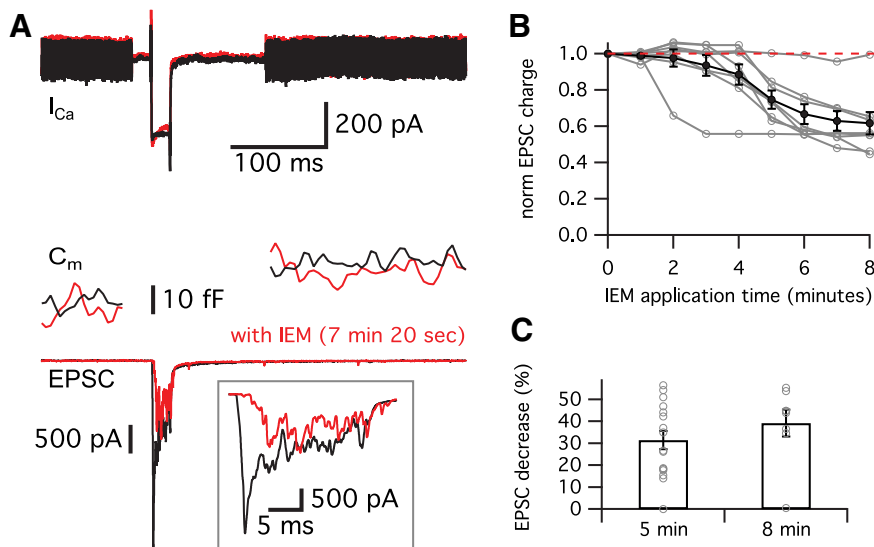 A
I Ca
200 pA
100 ms
C m
10 fF
with IEM (7 min 20 sec)
EPSC
500 pA
500 pA
5 ms
B
norm EPSC charge
1.0
0.8
0.6
0.4
0.2
0.0
0 2 4 6 8
IEM application time (minutes)
C
EPSC decrease (%)
50
40
30
20
10
0
5 min 8 min